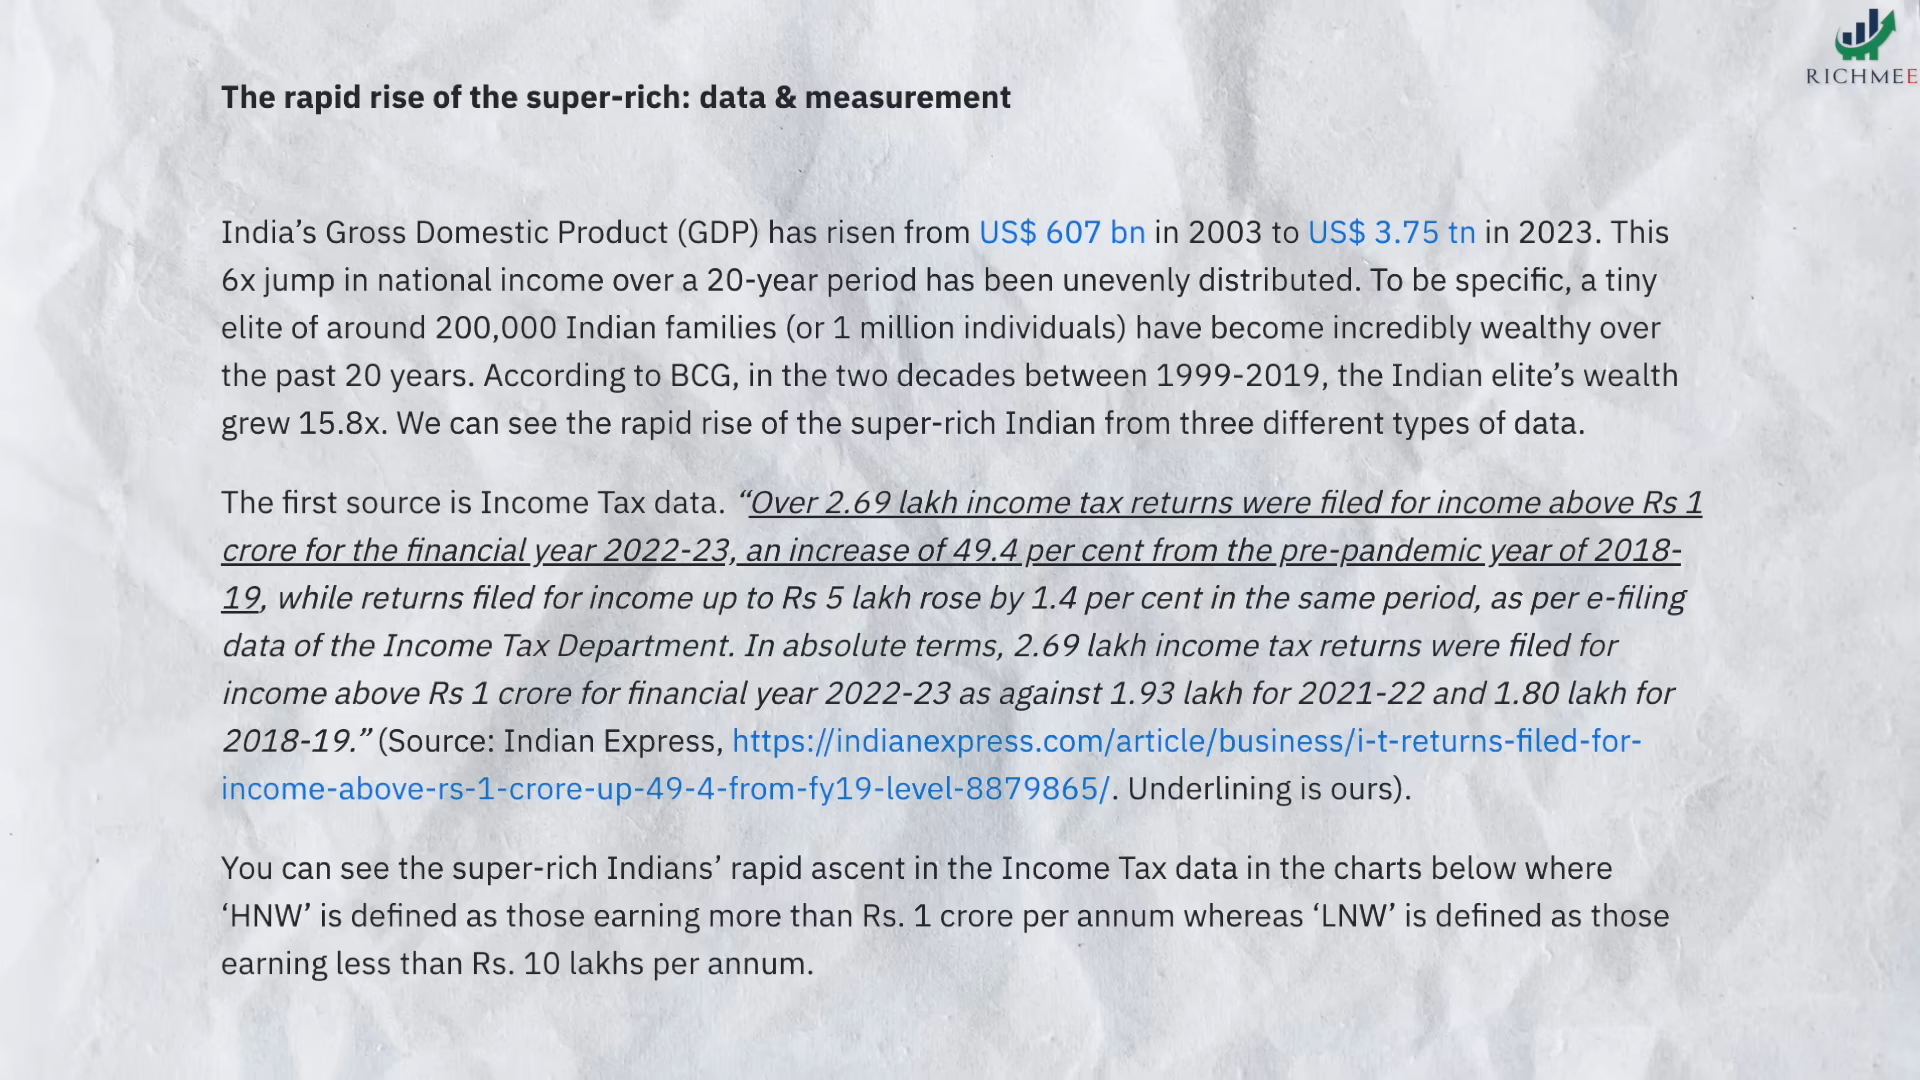 RICHMEE
The rapid rise of the super-rich: data & measurement
India’s Gross Domestic Product (GDP) has risen from US$ 607 bn in 2003 to US$ 3.75 tn in 2023. This
6x jump in national income over a 20-year period has been unevenly distributed. To be specific, a tiny
elite of around 200,000 Indian families (or 1 million individuals) have become incredibly wealthy over
the past 20 years. According to BCG, in the two decades between 1999-2019, the Indian elite’s wealth
grew 15.8x. We can see the rapid rise of the super-rich Indian from three different types of data.
The first source is Income Tax data. “Over 2.69 lakh income tax returns were filed for income above Rs 1
crore for the financial year 2022-23, an increase of 49.4 per cent from the pre-pandemic year of 2018-
19, while returns filed for income up to Rs 5 lakh rose by 1.4 per cent in the same period, as per e-filing
data of the Income Tax Department. In absolute terms, 2.69 lakh income tax returns were filed for
income above Rs 1 crore for financial year 2022-23 as against 1.93 lakh for 2021-22 and 1.80 lakh for
2018-19.” (Source: Indian Express, https://indianexpress.com/article/business/i-t-returns-filed-for-
income-above-rs-1-crore-up-49-4-from-fy19-level-8879865/. Underlining is ours).
You can see the super-rich Indians’ rapid ascent in the Income Tax data in the charts below where
‘HNW’ is defined as those earning more than Rs. 1 crore per annum whereas ‘LNW’ is defined as those
earning less than Rs. 10 lakhs per annum.